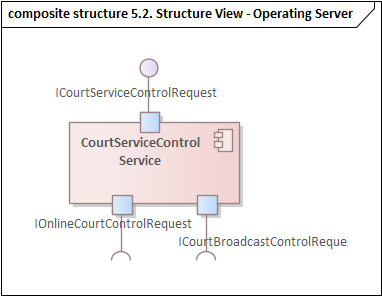 composite structure 5.2. Structure View - Operating Server
ICourtServiceControlRequest
CourtServiceControl
Service
IOnlineCourtControlRequest
ICourtBroadcastControlReque